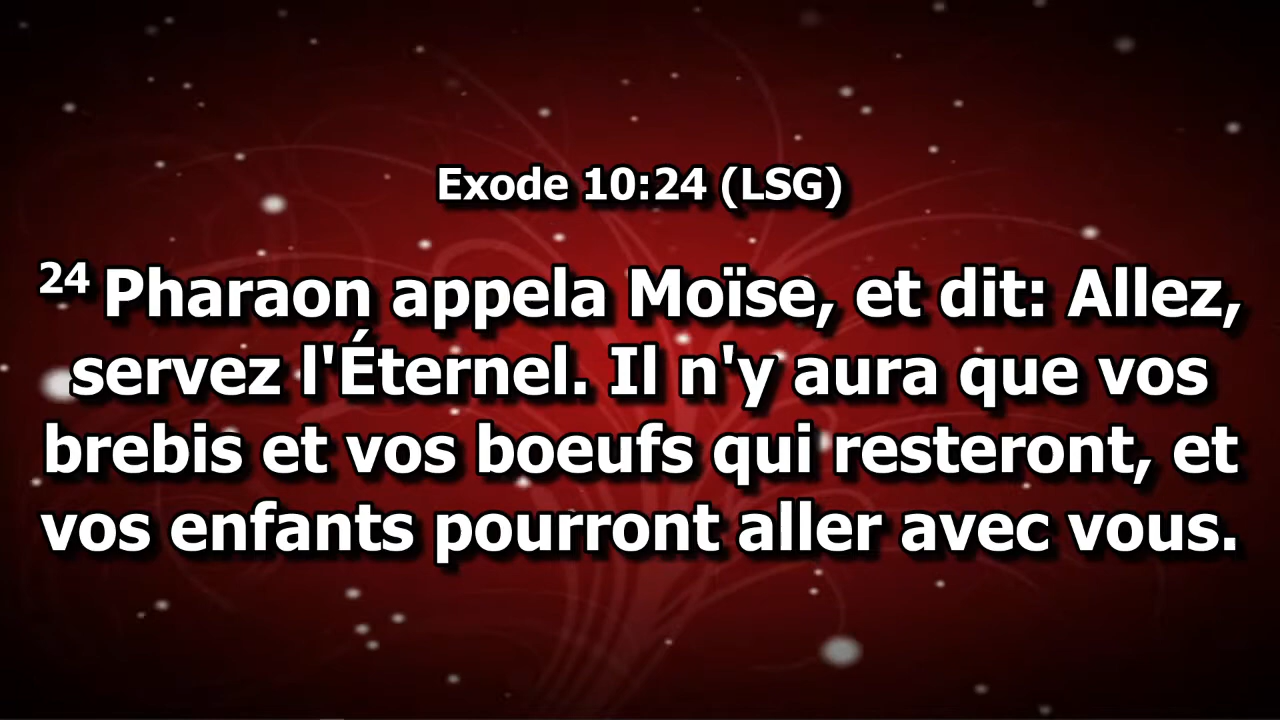 Exode 10:24 (LSG)
24 Pharaon appela Moïse, et dit: Allez,
servez l'Éternel. Il n'y aura que vos
brebis et vos boeufs qui resteront, et
vos enfants pourront aller avec vous.